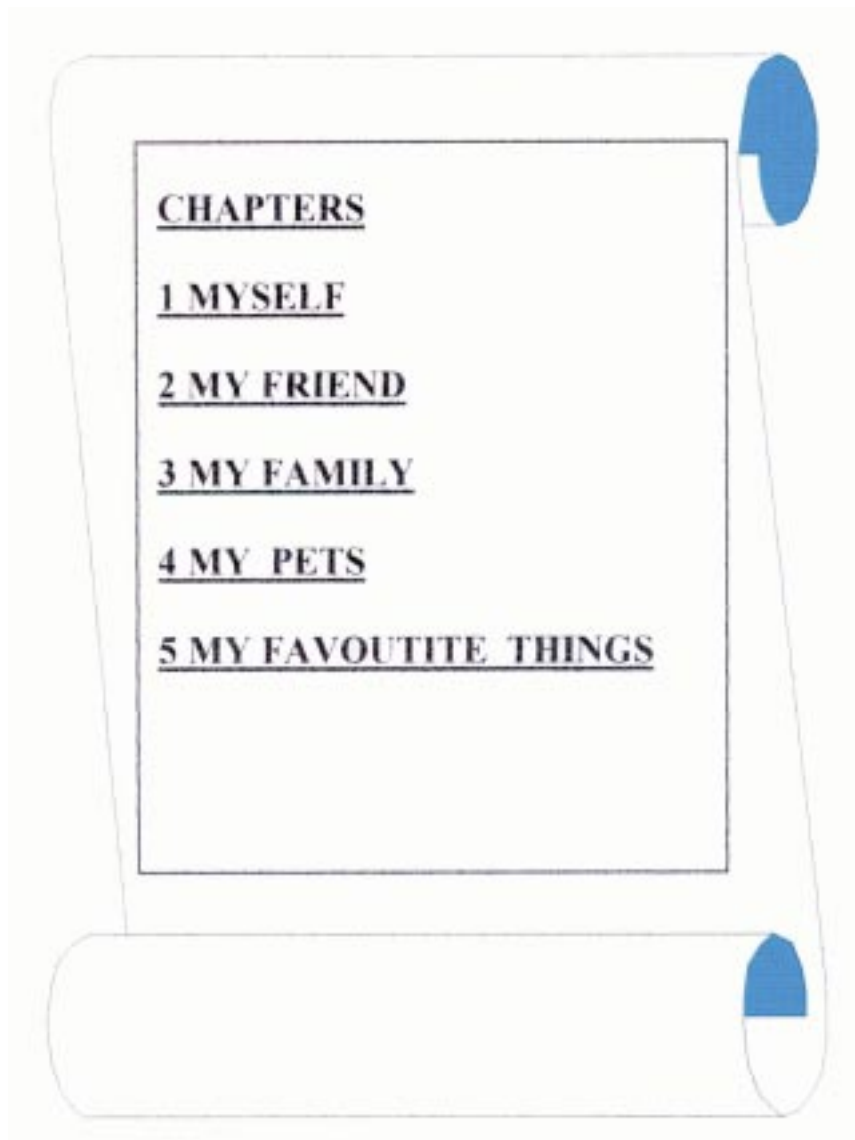 CHAPTERS
1 MYSELF
2 MY FRIEND
3 MY FAMILY
4 MY PETS
5 MY FAVOUTITE THINGS